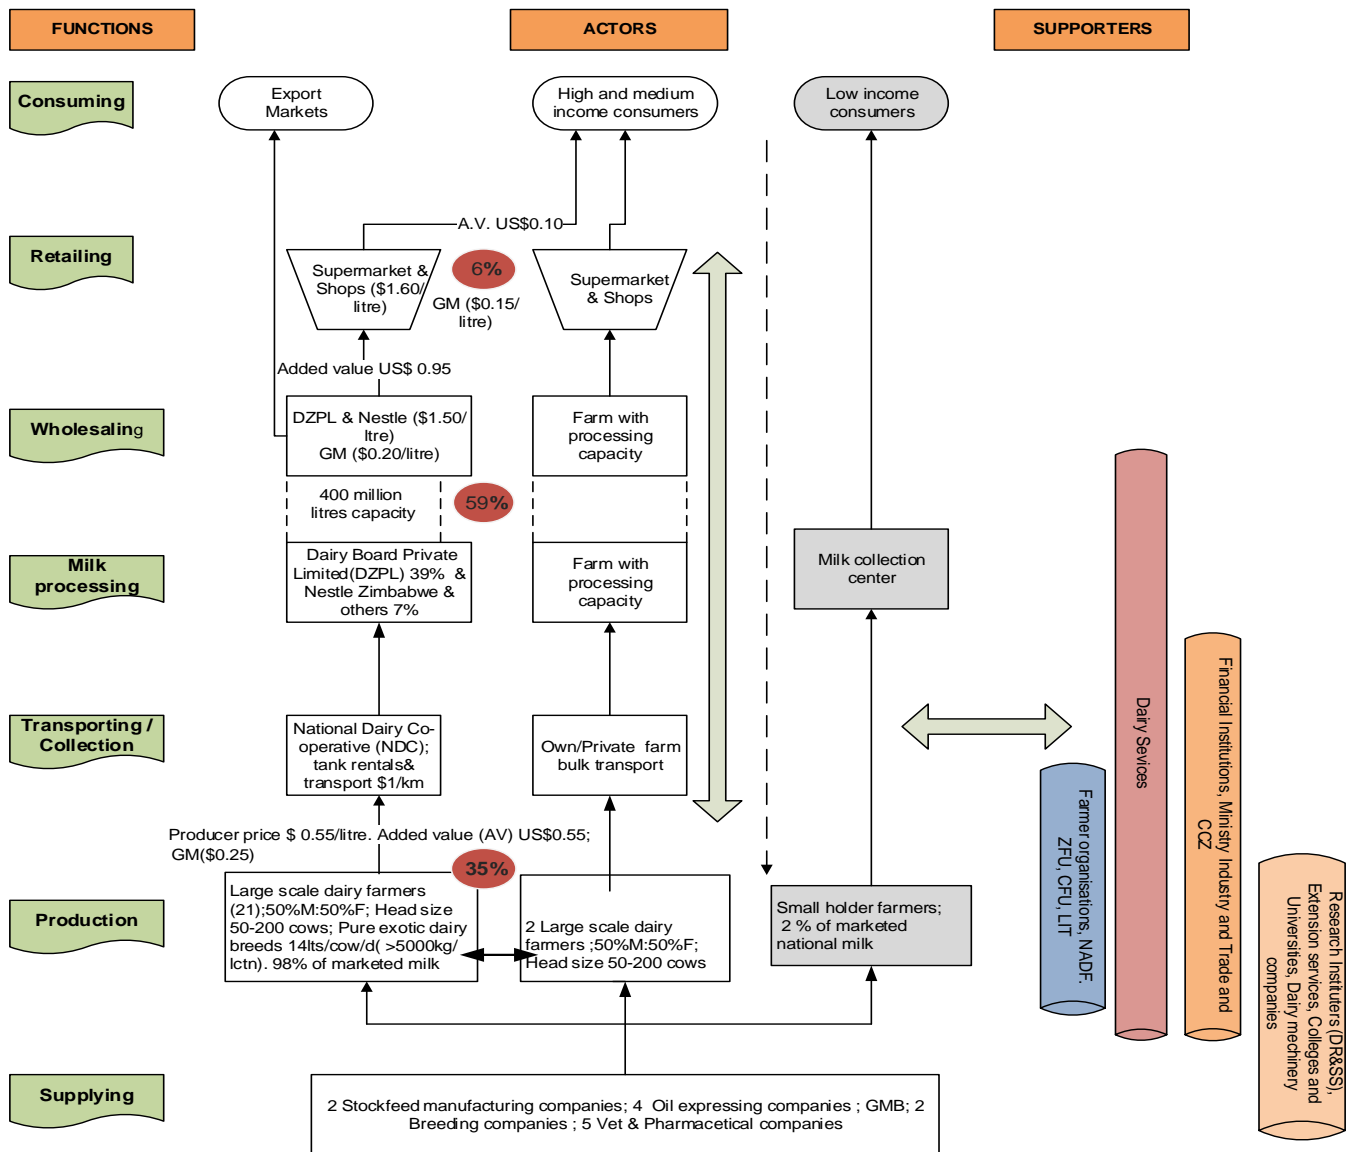 FUNCTIONS
ACTORS
SUPPORTERS
Consuming
Export
Markets
High and medium
income consumers
Low income
consumers
A.V. US$0.10
Retailing
Supermarket &
Shops ($1.60/
litre)
6%
GM ($0.15/
litre)
Supermarket
& Shops
Added value US$ 0.95
Wholesaling
DZPL & Nestle ($1.50/
ltre)
GM ($0.20/litre)
Farm with
processing
capacity
400 million
litres capacity
59%
Milk
processing
Dairy Board Private
Limited(DZPL) 39%  &
Nestle Zimbabwe &
others 7%
Farm with
processing
capacity
Milk collection
center
Transporting /
Collection
National Dairy Co-
operative (NDC);
tank rentals&
transport $1/km
Own/Private  farm
bulk transport
Producer price $ 0.55/litre. Added value (AV) US$0.55;
GM($0.25)
35%
Production
Large scale dairy farmers
(21);50%M:50%F; Head size
50-200 cows; Pure exotic dairy
breeds 14lts/cow/d( >5000kg/
lctn). 98% of marketed milk
2 Large scale dairy
farmers ;50%M:50%F;
Head size 50-200 cows
Small holder farmers;
2 % of marketed
national milk
Supplying
2 Stockfeed manufacturing companies; 4  Oil expressing companies ; GMB; 2
Breeding companies ; 5 Vet & Pharmacetical companies
Farmer organisations, NADF.
ZFU, CFU, LIT
Dairy Sevices
Financial Institutions, Ministry Industry and Trade and
CCZ
Research Instituters (DR&SS),
Extension services, Colleges and
Universities, Dairy mechinery
companies